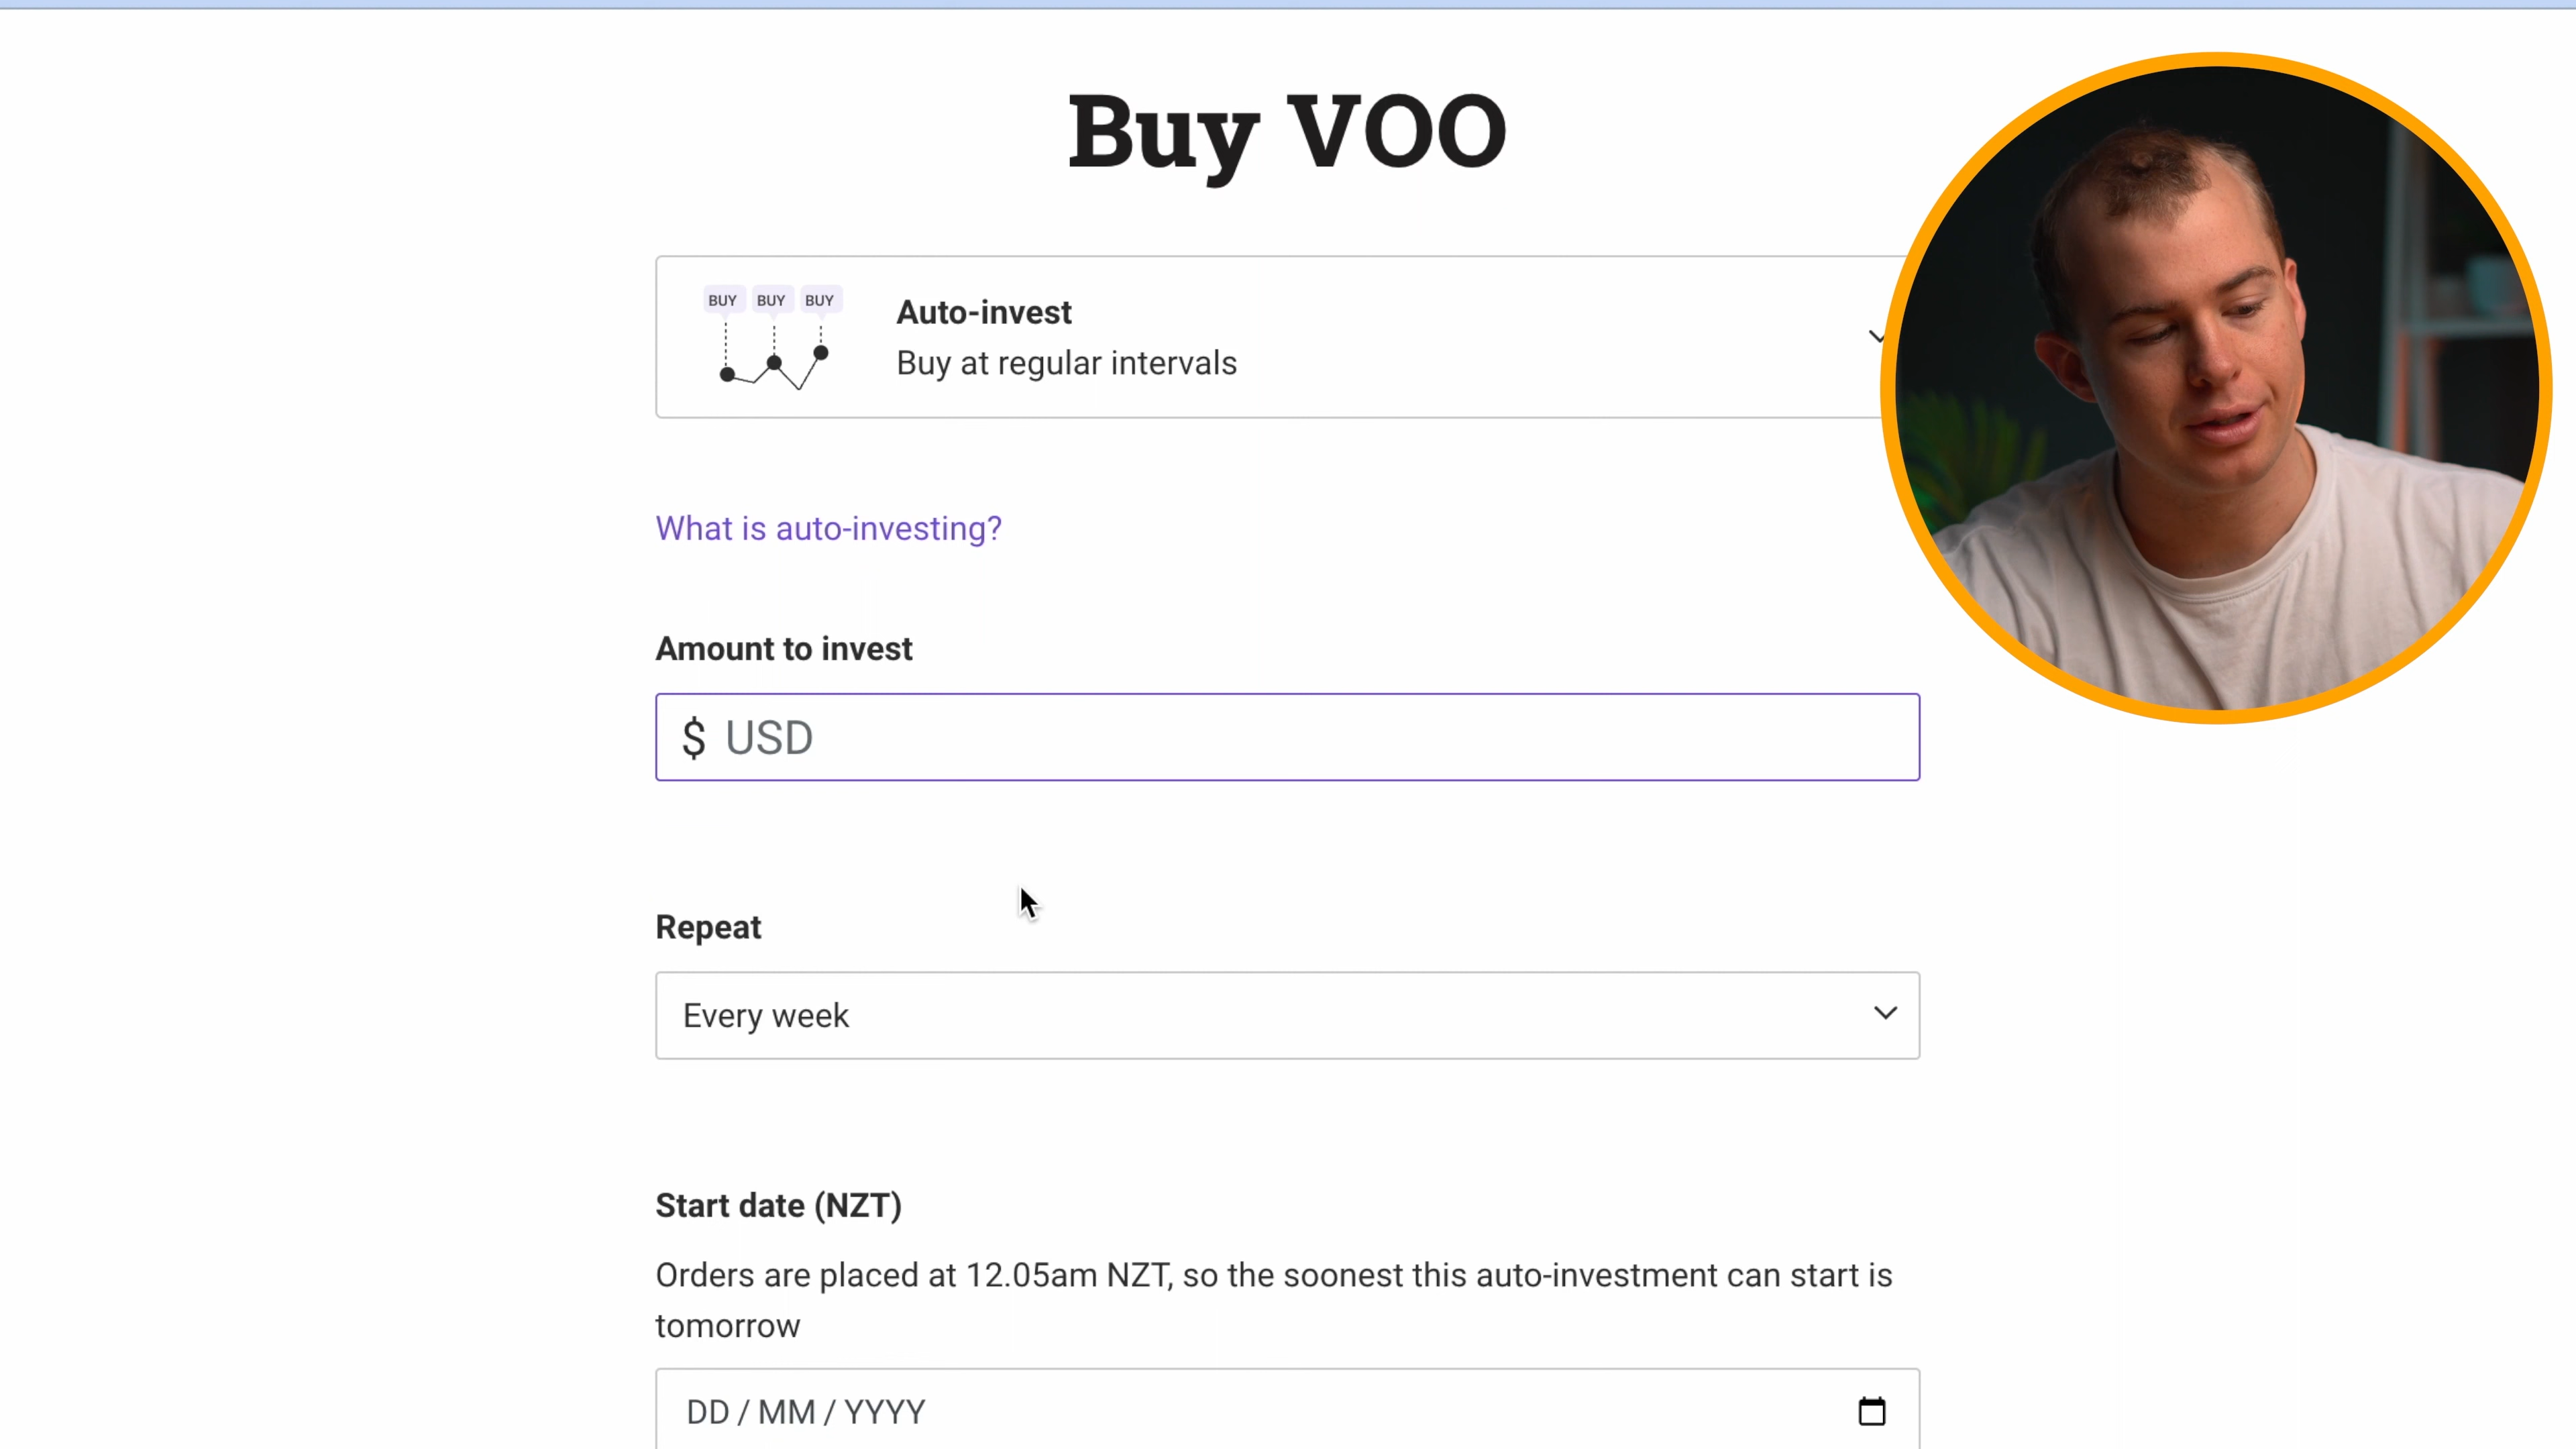 Buy VOO
BUY BUY BUY
Auto-invest
Buy at regular intervals
What is auto-investing?
Amount to invest
$ USD
Repeat
Every week
Start date (NZT)
Orders are placed at 12.05am NZT, so the soonest this auto-investment can start is
tomorrow
DD / MM / YYYY